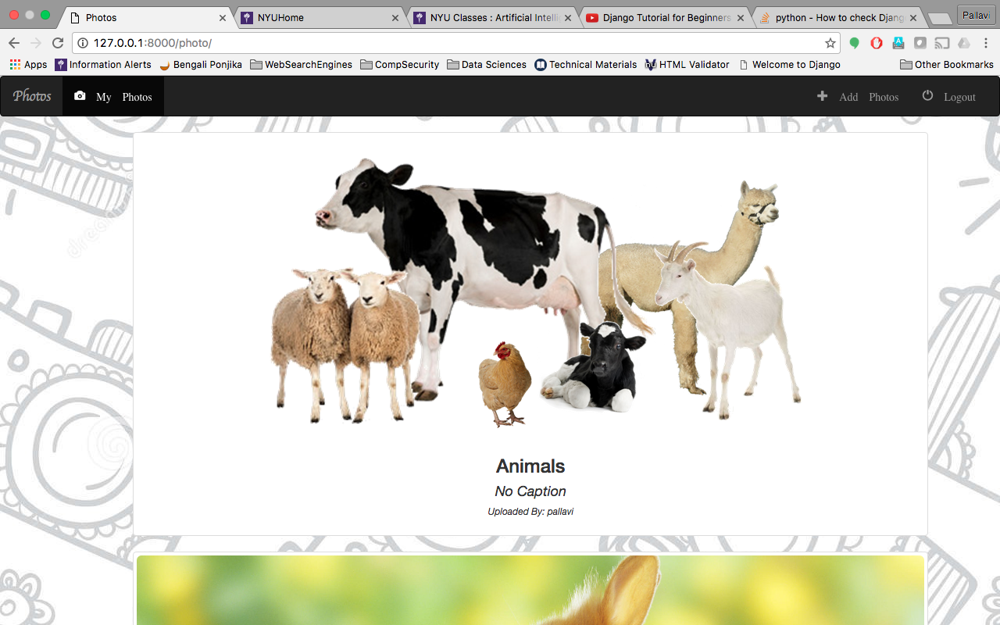 Photos
NYUHome
NYU Classes : Artificial Intelli
Django Tutorial for Beginners
python - How to check Djang
Pallavi
127.0.0.1:8000/photo/
Apps
Information Alerts
Bengali Ponjika
WebSearchEngines
CompSecurity
Data Sciences
Technical Materials
HTML Validator
Welcome to Django
Other Bookmarks
Photos
My Photos
Add Photos
Logout
Animals
No Caption
Uploaded By: pallavi